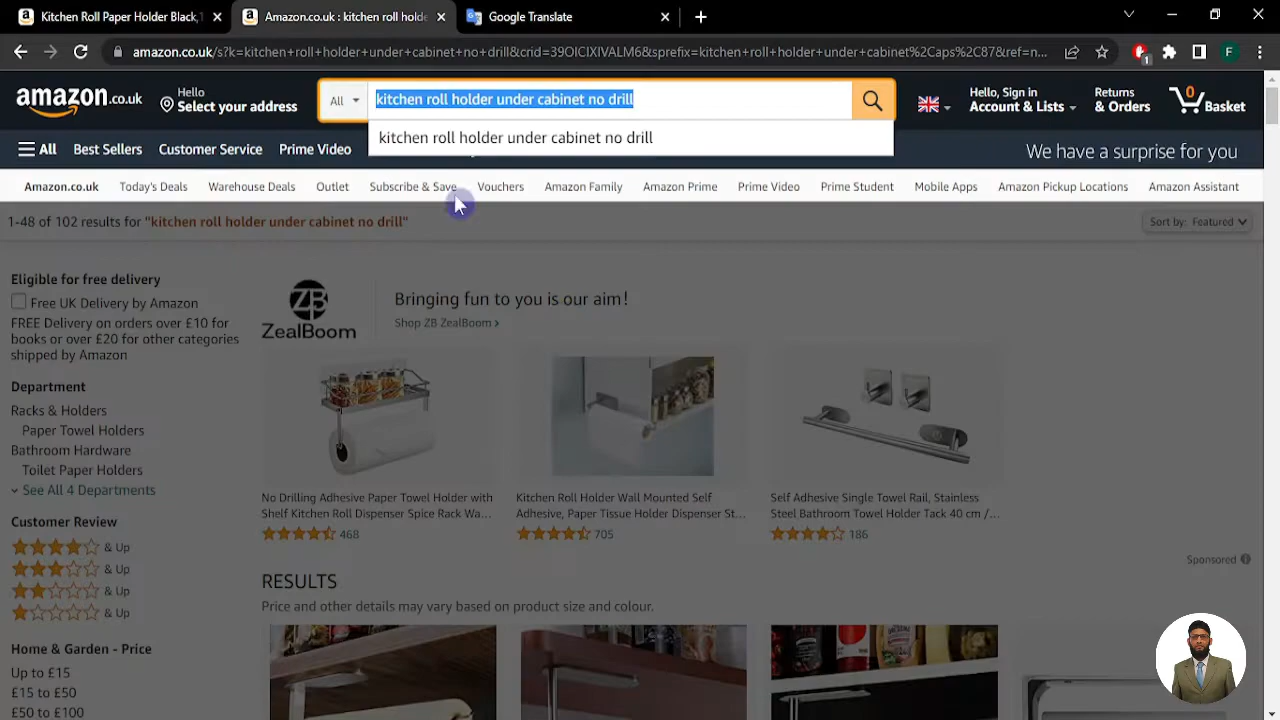 Kitchen Roll Paper Holder Black,1
Amazon.co.uk : kitchen roll holde
Google Translate
amazon.co.uk/s?k=kitchen+roll+holder+under+cabinet+no+drill&crid=39OICIXIVALM6&sprefix=kitchen+roll+holder+under+cabinet%2Caps%2C87&ref=n...
1
F
amazon.co.uk
Hello
Select your address
All
kitchen roll holder under cabinet no drill
Hello, Sign in
Account & Lists
Returns
& Orders
0
Basket
kitchen roll holder under cabinet no drill
All
Best Sellers
Customer Service
Prime Video
We have a surprise for you
Amazon.co.uk
Today's Deals
Warehouse Deals
Outlet
Subscribe & Save
Vouchers
Amazon Family
Amazon Prime
Prime Video
Prime Student
Mobile Apps
Amazon Pickup Locations
Amazon Assistant
1-48 of 102 results for "kitchen roll holder under cabinet no drill"
Sort by: Featured
Eligible for free delivery
Free UK Delivery by Amazon
FREE Delivery on orders over £10 for
books or over £20 for other categories
shipped by Amazon
Department
Racks & Holders
Paper Towel Holders
Bathroom Hardware
Toilet Paper Holders
See All 4 Departments
Customer Review
& Up
& Up
& Up
& Up
Home & Garden - Price
Up to £15
£15 to £50
£50 to £100
ZB
ZealBoom
Bringing fun to you is our aim!
Shop ZB ZealBoom ›
No Drilling Adhesive Paper Towel Holder with
Shelf Kitchen Roll Dispenser Spice Rack Wa...
468
Kitchen Roll Holder Wall Mounted Self
Adhesive, Paper Tissue Holder Dispenser St...
705
Self Adhesive Single Towel Rail, Stainless
Steel Bathroom Towel Holder Tack 40 cm /...
186
Sponsored
RESULTS
Price and other details may vary based on product size and colour.